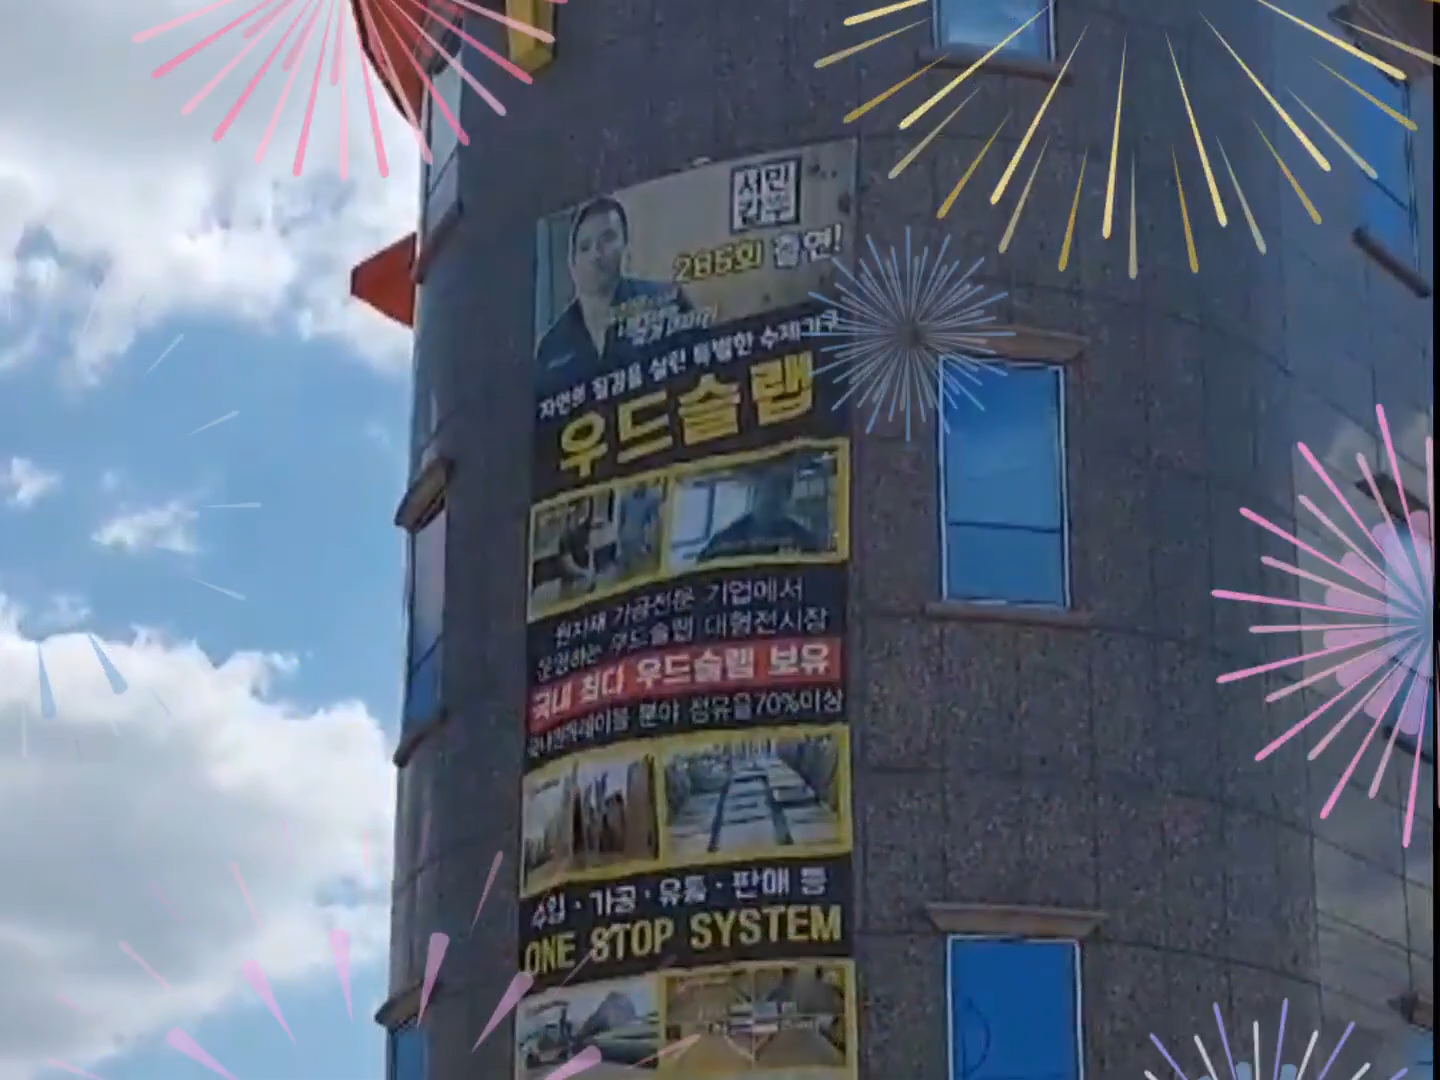 서민
갑부
286회 출현!
자연의 질감을 살린 특별한 수제가구
우드슬랩
원자재 가공전문 기업에서
운영하는 우드슬랩 대형전시장
국내 최다 우드슬랩 보유
분야 점유율70%이상
수입·가공·유통·판매 등
ONE STOP SYSTEM